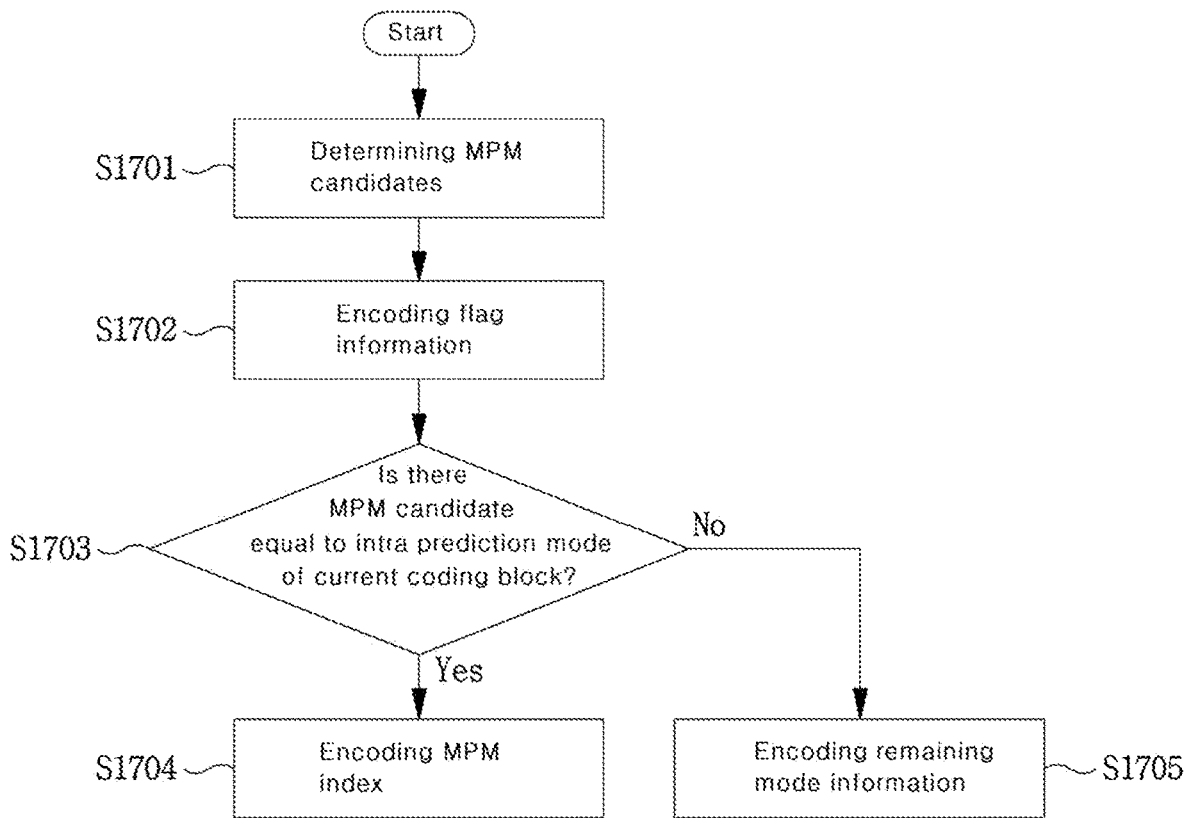 Start
S1701
Determining MPM
candidates
S1702
Encoding flag
information
S1703
Is there
MPM candidate
equal to intra prediction mode
of current coding block?
No
Yes
S1704
Encoding MPM
index
Encoding remaining
mode information
S1705